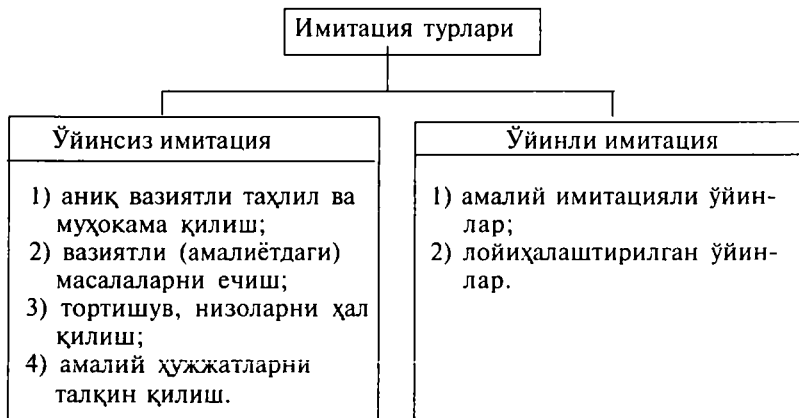 Имитация турлари
Ўйинсиз имитация
1) аниқ вазиятли таҳлил ва
муҳокама қилиш;
2) вазиятли (амалиётдаги)
масалаларни ечиш;
3) тортишув, низоларни ҳал
қилиш;
4) амалий ҳужжатларни
талқин қилиш.
Ўйинли имитация
1) амалий имитацияли ўйин-
лар;
2) лойиҳалаштирилган ўйин-
лар.